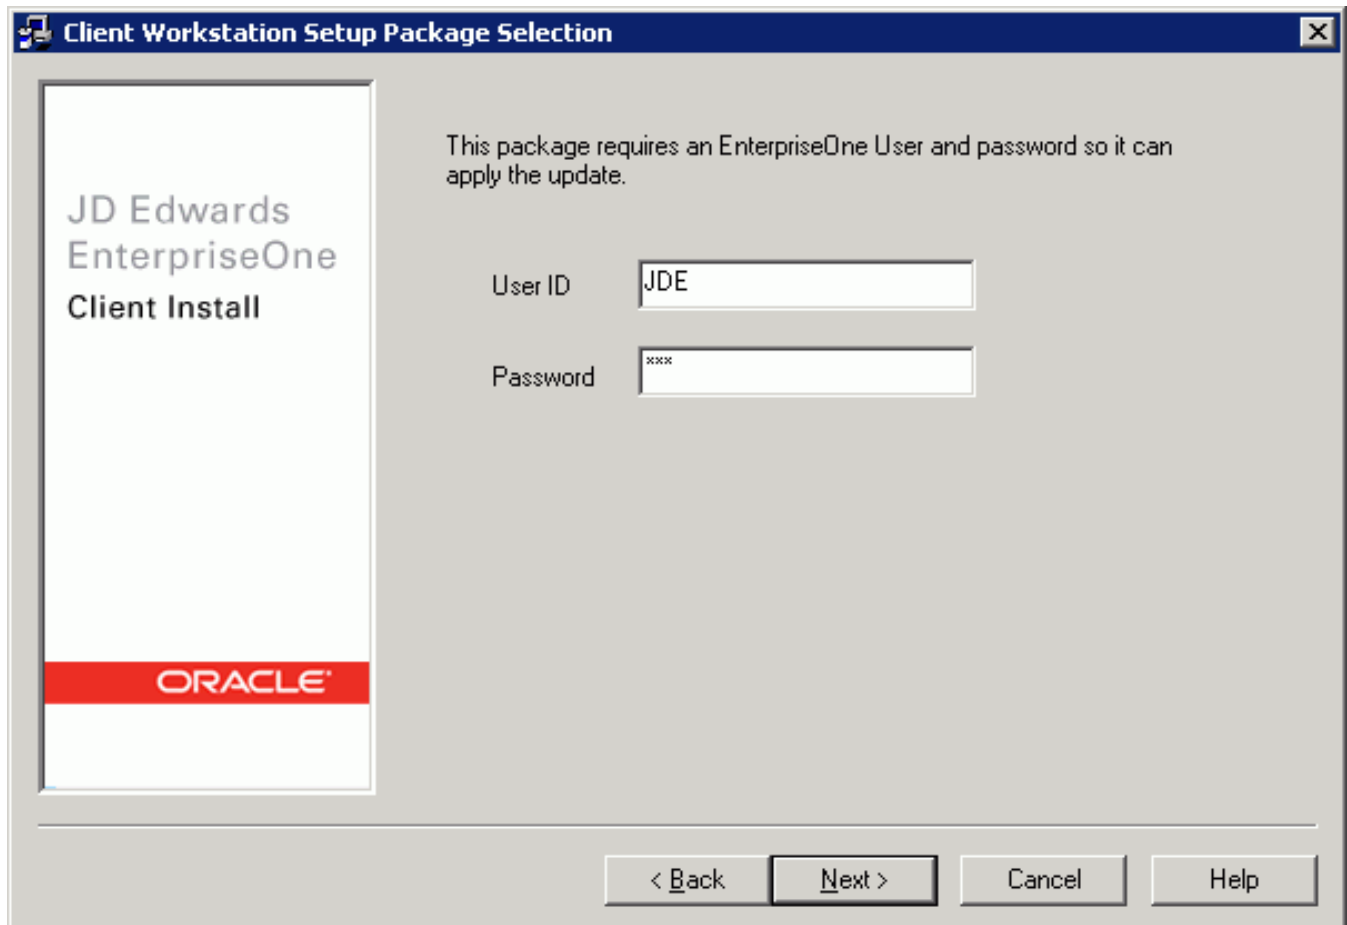 Client Workstation Setup Package Selection
This package requires an EnterpriseOne User and password so it can
apply the update.
JD Edwards
EnterpriseOne
Client Install
User ID
JDE
Password
***
ORACLE
< Back
Next >
Cancel
Help